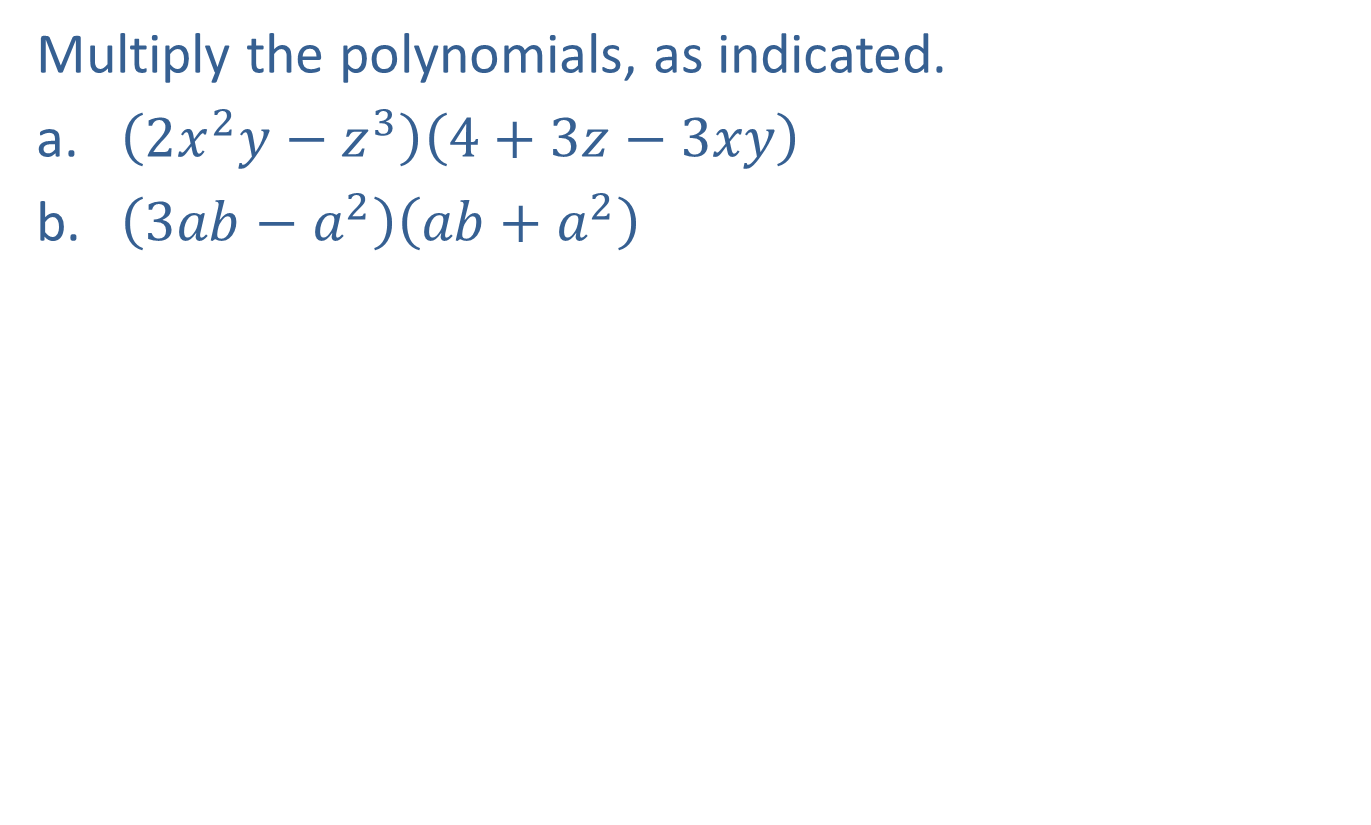 Multiply the polynomials, as indicated.
a. (2x²y − z³)(4 + 3z − 3xy)
b. (3ab − a²)(ab + a²)